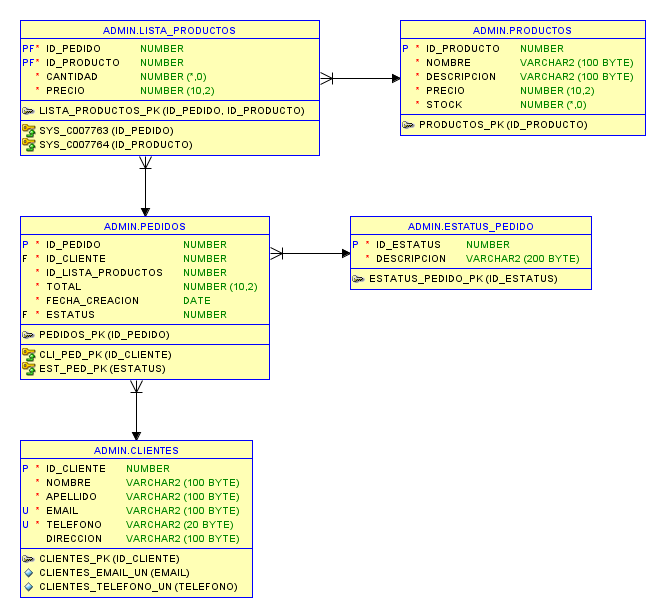 ADMIN.LISTA_PRODUCTOS
PF* ID_PEDIDO NUMBER
PF* ID_PRODUCTO NUMBER
* CANTIDAD NUMBER (*,0)
* PRECIO NUMBER (10,2)
LISTA_PRODUCTOS_PK (ID_PEDIDO, ID_PRODUCTO)
SYS_C007763 (ID_PEDIDO)
SYS_C007764 (ID_PRODUCTO)
ADMIN.PRODUCTOS
P * ID_PRODUCTO NUMBER
* NOMBRE VARCHAR2 (100 BYTE)
* DESCRIPCION VARCHAR2 (100 BYTE)
* PRECIO NUMBER (10,2)
* STOCK NUMBER (*,0)
PRODUCTOS_PK (ID_PRODUCTO)
ADMIN.PEDIDOS
P * ID_PEDIDO NUMBER
F * ID_CLIENTE NUMBER
* ID_LISTA_PRODUCTOS NUMBER
* TOTAL NUMBER (10,2)
* FECHA_CREACION DATE
F * ESTATUS NUMBER
PEDIDOS_PK (ID_PEDIDO)
CLI_PED_PK (ID_CLIENTE)
EST_PED_PK (ESTATUS)
ADMIN.ESTATUS_PEDIDO
P * ID_ESTATUS NUMBER
* DESCRIPCION VARCHAR2 (200 BYTE)
ESTATUS_PEDIDO_PK (ID_ESTATUS)
ADMIN.CLIENTES
P * ID_CLIENTE NUMBER
* NOMBRE VARCHAR2 (100 BYTE)
* APELLIDO VARCHAR2 (100 BYTE)
U * EMAIL VARCHAR2 (100 BYTE)
U * TELEFONO VARCHAR2 (20 BYTE)
DIRECCION VARCHAR2 (100 BYTE)
CLIENTES_PK (ID_CLIENTE)
CLIENTES_EMAIL_UN (EMAIL)
CLIENTES_TELEFONO_UN (TELEFONO)